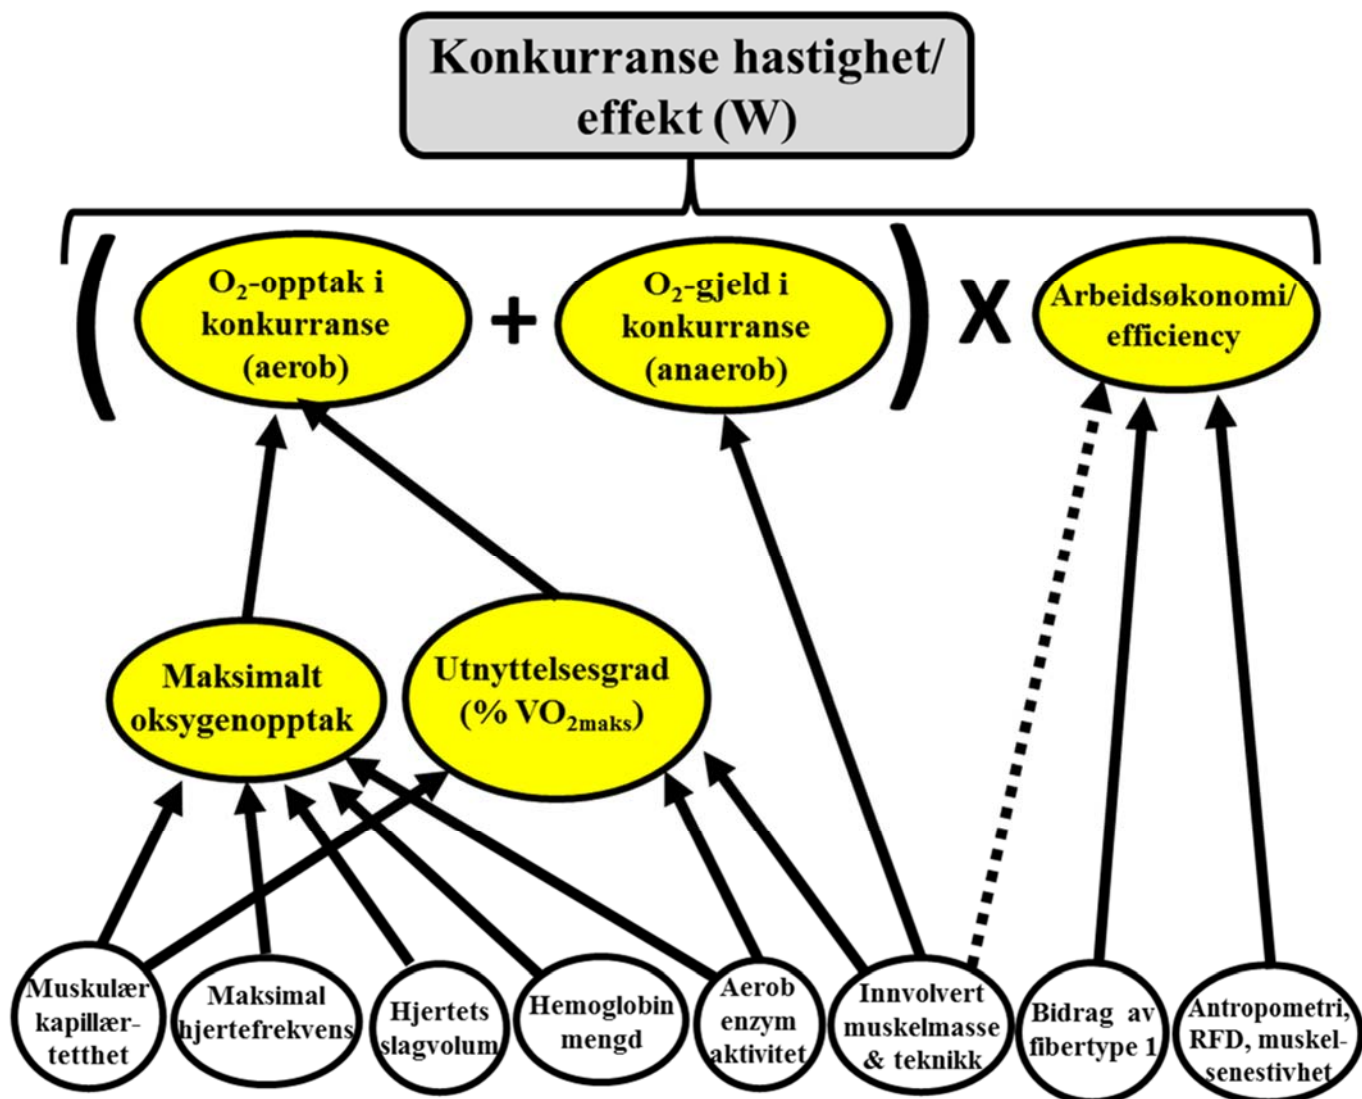 Konkurranse hastighet/
effekt (W)
(
O₂-opptak i
konkurranse
(aerob)
+
O₂-gjeld i
konkurranse
(anaerob)
)
X
Arbeidsøkonomi/
efficiency
Maksimalt
oksygenopptak
Utnyttelsesgrad
(% VO₂maks)
Muskulær
kapillær-
tetthet
Maksimal
hjertefrekvens
Hjertets
slagvolum
Hemoglobin
mengd
Aerob
enzym
aktivitet
Innvolvert
muskelmasse
& teknikk
Bidrag av
fibertype 1
Antropometri,
RFD, muskel-
senestivhet